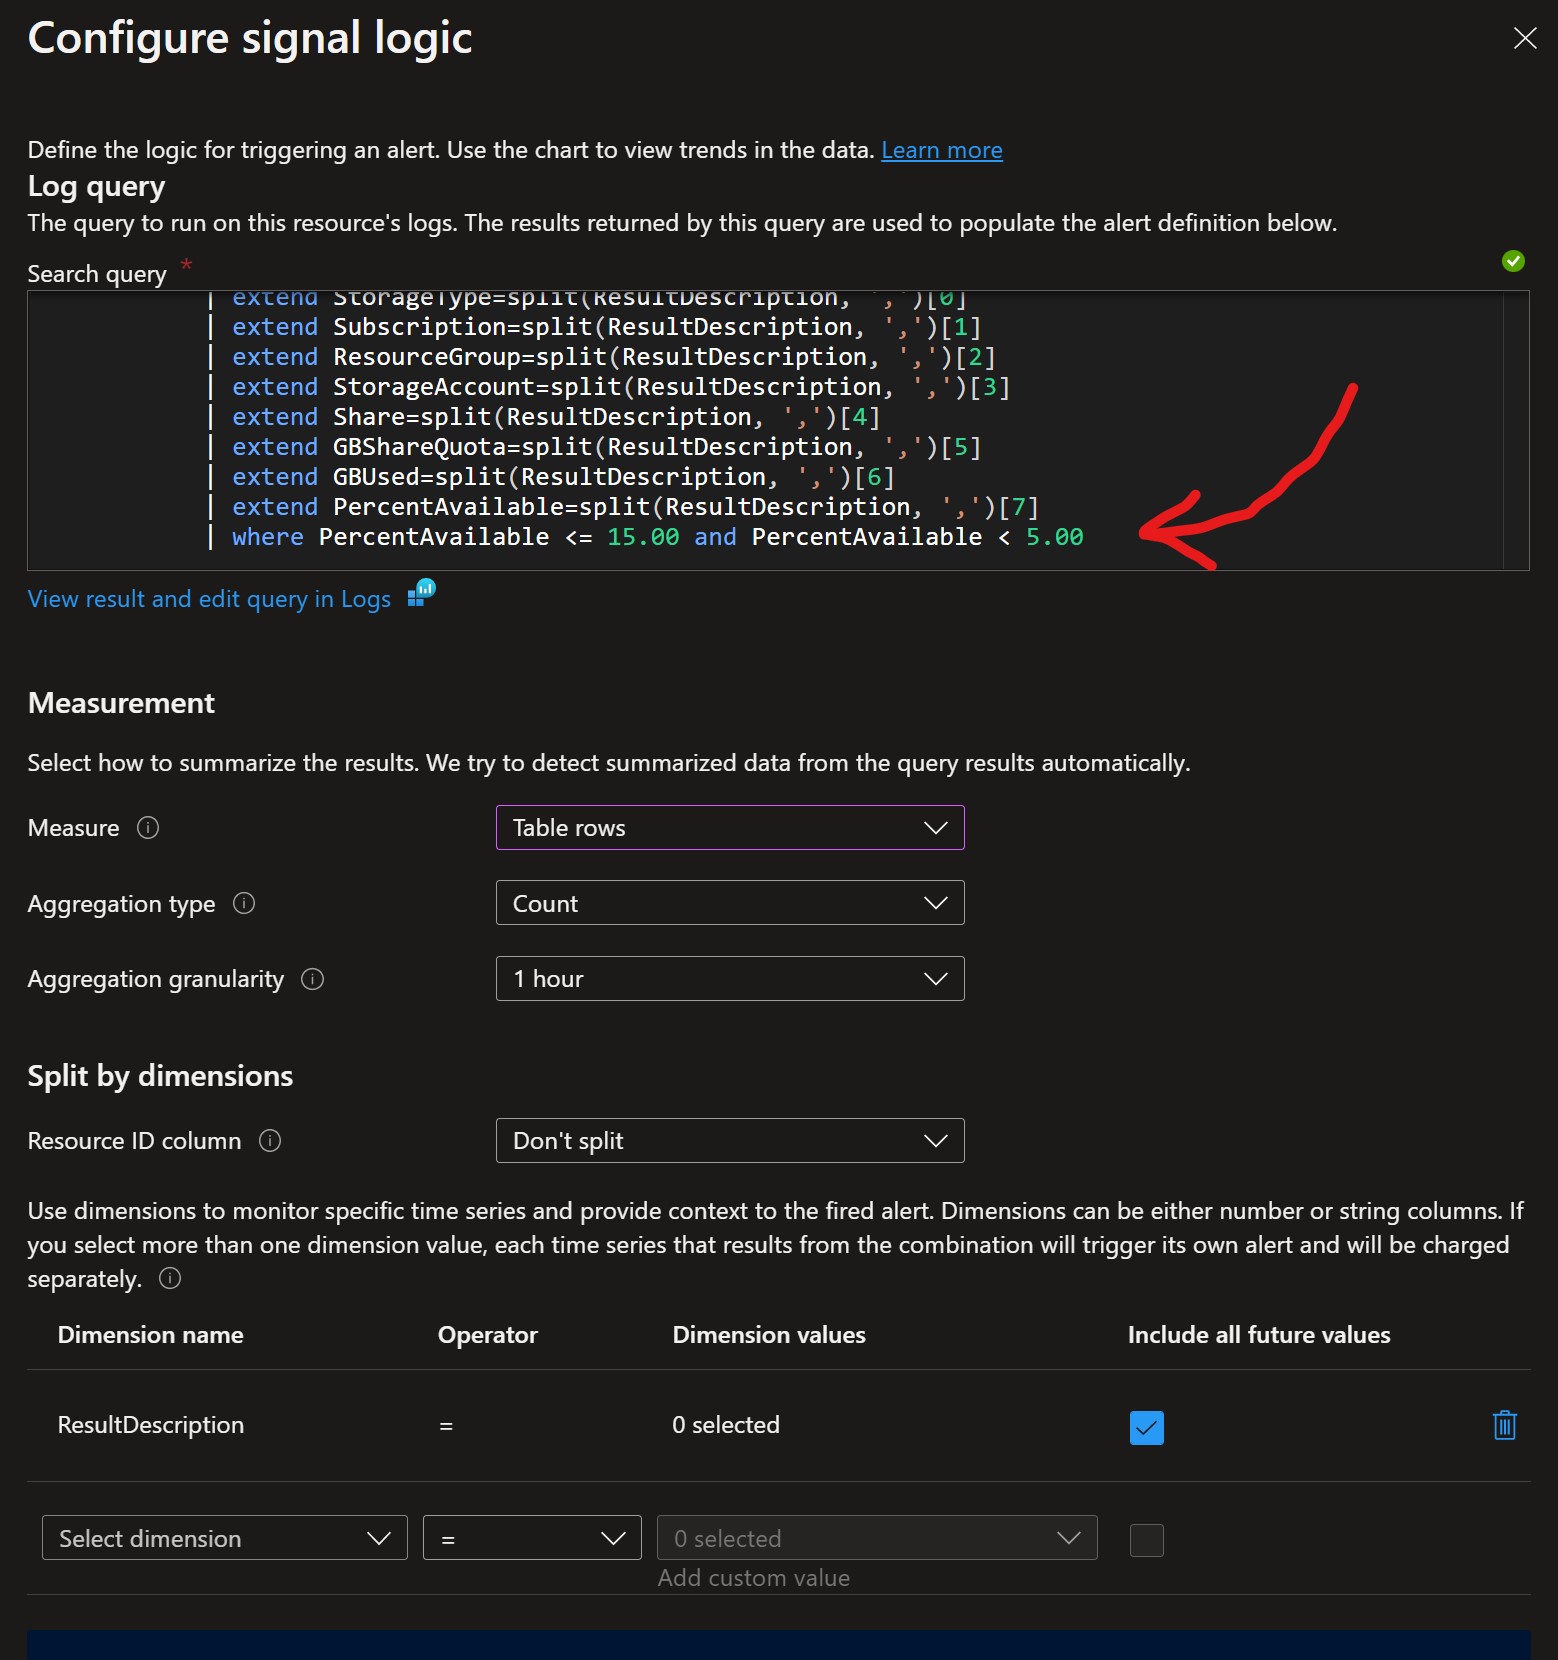 Configure signal logic
Define the logic for triggering an alert. Use the chart to view trends in the data. Learn more
Log query
The query to run on this resource's logs. The results returned by this query are used to populate the alert definition below.
Search query *
| extend StorageType=split(ResultDescription, ',')[0]
| extend Subscription=split(ResultDescription, ',')[1]
| extend ResourceGroup=split(ResultDescription, ',')[2]
| extend StorageAccount=split(ResultDescription, ',')[3]
| extend Share=split(ResultDescription, ',')[4]
| extend GBShareQuota=split(ResultDescription, ',')[5]
| extend GBUsed=split(ResultDescription, ',')[6]
| extend PercentAvailable=split(ResultDescription, ',')[7]
| where PercentAvailable <= 15.00 and PercentAvailable < 5.00
View result and edit query in Logs
Measurement
Select how to summarize the results. We try to detect summarized data from the query results automatically.
Measure Table rows
Aggregation type Count
Aggregation granularity 1 hour
Split by dimensions
Resource ID column Don't split
Use dimensions to monitor specific time series and provide context to the fired alert. Dimensions can be either number or string columns. If
you select more than one dimension value, each time series that results from the combination will trigger its own alert and will be charged
separately.
Dimension name Operator Dimension values Include all future values
ResultDescription = 0 selected
Select dimension = 0 selected
Add custom value